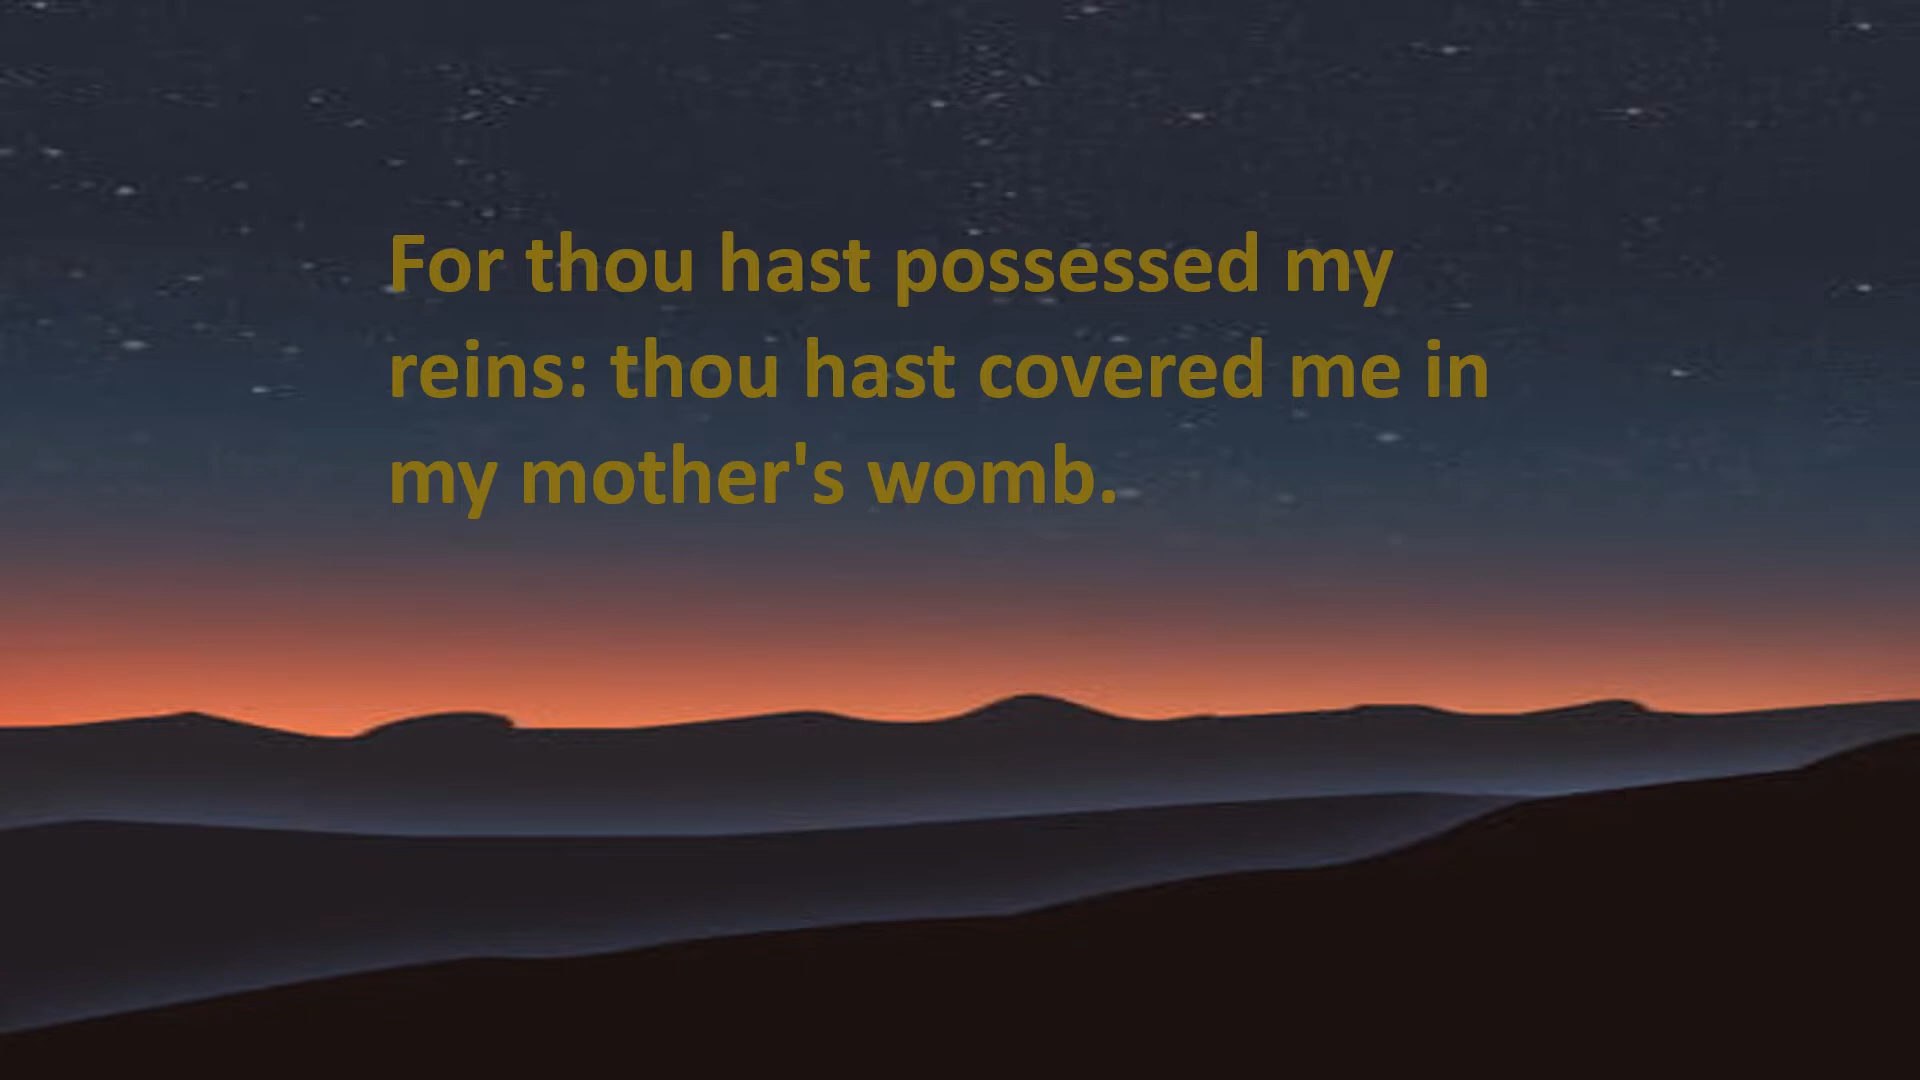 For thou hast possessed my
reins: thou hast covered me in
my mother's womb.